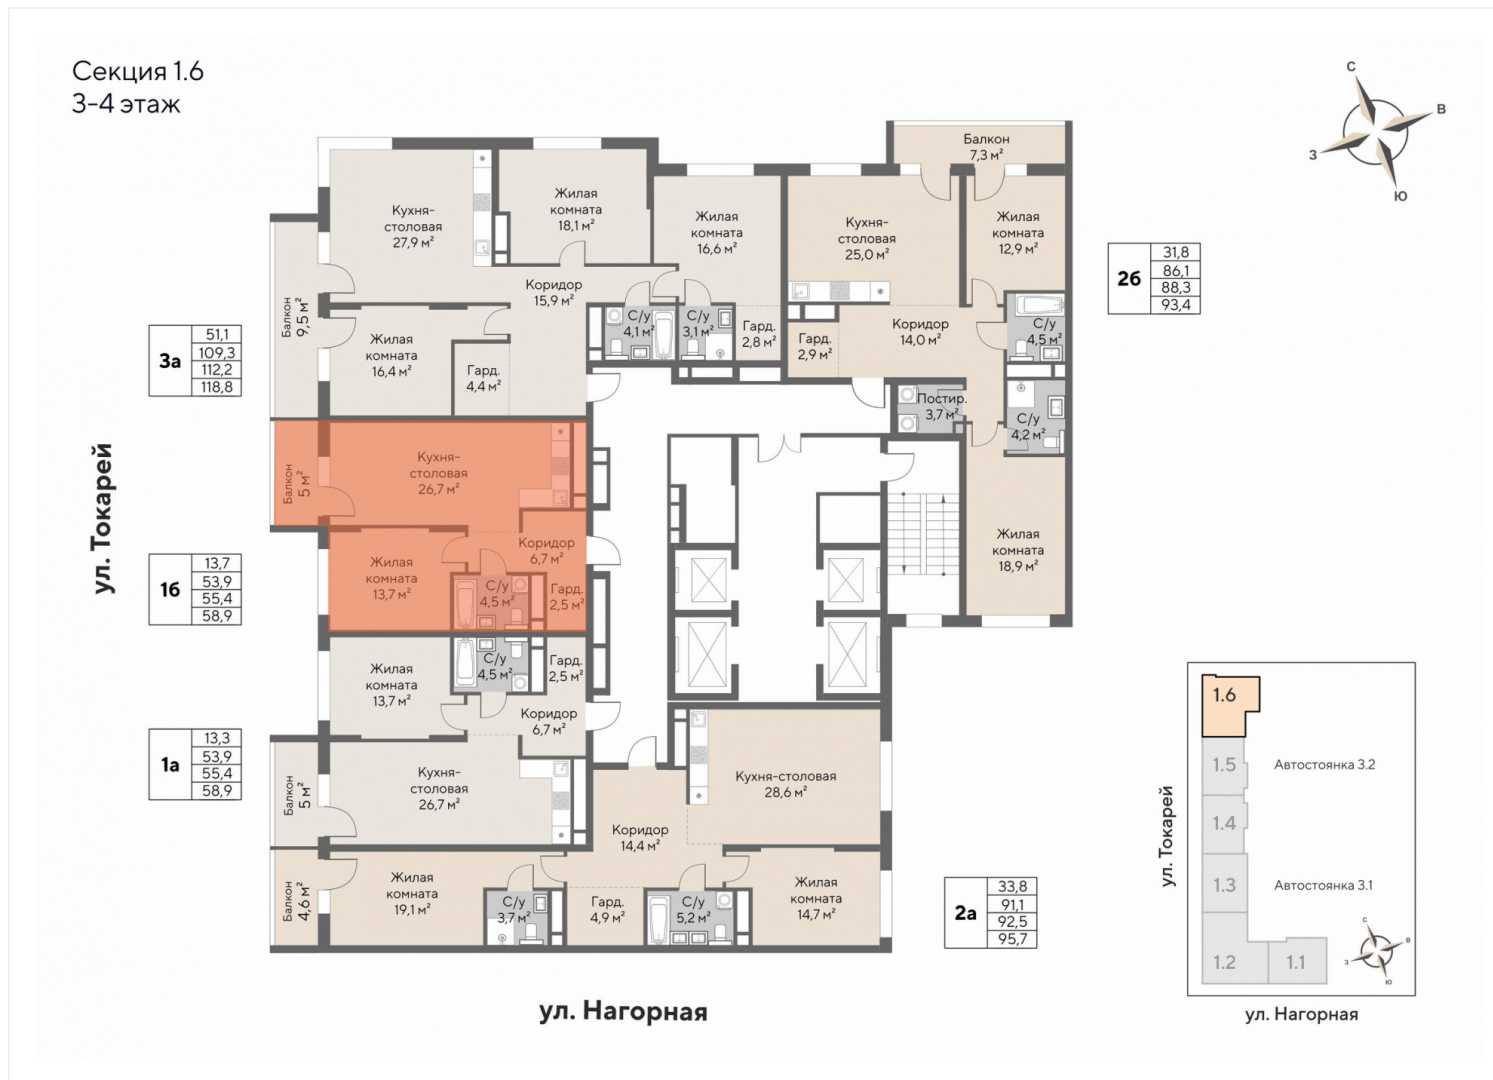 Секция 1.6
3-4 этаж
С
В
З
Ю
Балкон
7,3 м²
Кухня-
столовая
27,9 м²
Жилая
комната
18,1 м²
Жилая
комната
16,6 м²
Кухня-
столовая
25,0 м²
Жилая
комната
12,9 м²
2б
31,8
86,1
88,3
93,4
Балкон
9,5 м²
Коридор
15,9 м²
С/у
4,1 м²
С/у
3,1 м²
Гард.
2,8 м²
Гард.
2,9 м²
Коридор
14,0 м²
С/у
4,5 м²
3а
51,1
109,3
112,2
118,8
Жилая
комната
16,4 м²
Гард.
4,4 м²
Постир.
3,7 м²
С/у
4,2 м²
ул. Токарей
Балкон
5 м²
Кухня-
столовая
26,7 м²
Коридор
6,7 м²
Жилая
комната
13,7 м²
С/у
4,5 м²
Гард.
2,5 м²
Жилая
комната
18,9 м²
1б
13,7
53,9
55,4
58,9
Жилая
комната
13,7 м²
С/у
4,5 м²
Гард.
2,5 м²
Коридор
6,7 м²
1а
13,3
53,9
55,4
58,9
Балкон
5 м²
Кухня-
столовая
26,7 м²
Кухня-столовая
28,6 м²
Коридор
14,4 м²
Балкон
4,6 м²
Жилая
комната
19,1 м²
С/у
3,7 м²
Гард.
4,9 м²
С/у
5,2 м²
Жилая
комната
14,7 м²
2а
33,8
91,1
92,5
95,7
ул. Нагорная
1.6
1.5
Автостоянка 3.2
1.4
ул. Токарей
1.3
Автостоянка 3.1
1.2
1.1
С
В
З
Ю
ул. Нагорная